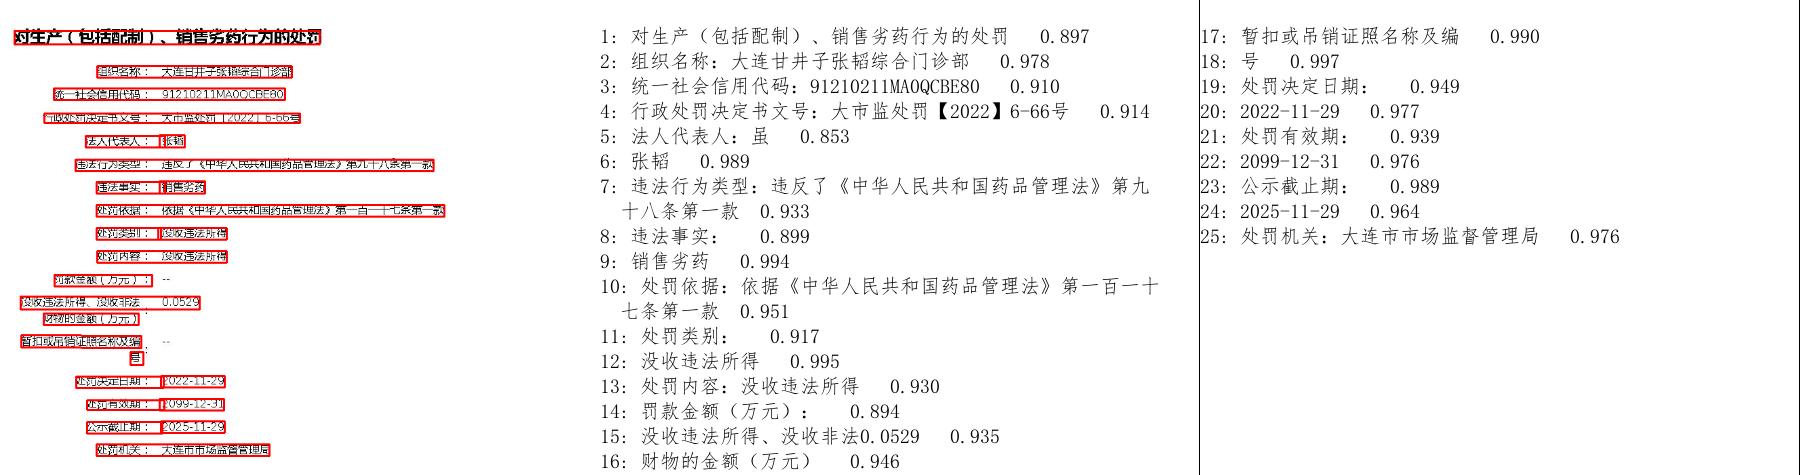 对生产（包括配制）、销售劣药行为的处罚
组织名称： 大连甘井子张韬综合门诊部
统一社会信用代码： 91210211MA0QCBE80
行政处罚决定书文号： 大市监处罚【2022】6-66号
法人代表人： 张韬
违法行为类型： 违反了《中华人民共和国药品管理法》第九十八条第一款
违法事实： 销售劣药
处罚依据： 依据《中华人民共和国药品管理法》第一百一十七条第一款
处罚类别： 没收违法所得
处罚内容： 没收违法所得
罚款金额（万元）： --
没收违法所得、没收非法 0.0529
财物的金额（万元）：
暂扣或吊销证照名称及编 --
号：
处罚决定日期： 2022-11-29
处罚有效期： 2099-12-31
公示截止期： 2025-11-29
处罚机关： 大连市市场监督管理局
1: 对生产（包括配制）、销售劣药行为的处罚 0.897
2: 组织名称：大连甘井子张韬综合门诊部 0.978
3: 统一社会信用代码：91210211MA0QCBE80 0.910
4: 行政处罚决定书文号：大市监处罚【2022】6-66号 0.914
5: 法人代表人：虽 0.853
6: 张韬 0.989
7: 违法行为类型：违反了《中华人民共和国药品管理法》第九
十八条第一款 0.933
8: 违法事实： 0.899
9: 销售劣药 0.994
10: 处罚依据：依据《中华人民共和国药品管理法》第一百一十
七条第一款 0.951
11: 处罚类别： 0.917
12: 没收违法所得 0.995
13: 处罚内容：没收违法所得 0.930
14: 罚款金额（万元）： 0.894
15: 没收违法所得、没收非法0.0529 0.935
16: 财物的金额（万元） 0.946
17: 暂扣或吊销证照名称及编 0.990
18: 号 0.997
19: 处罚决定日期： 0.949
20: 2022-11-29 0.977
21: 处罚有效期： 0.939
22: 2099-12-31 0.976
23: 公示截止期： 0.989
24: 2025-11-29 0.964
25: 处罚机关：大连市市场监督管理局 0.976